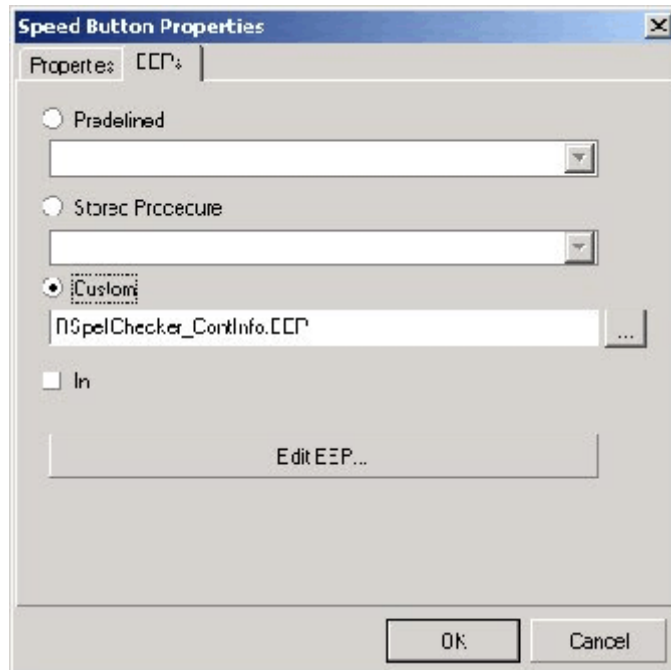 Speed Button Properties
Properties EEPs
Predefined
Stored Procedure
Custom
RSpellChecker_ContInfo.EEP
...
In
Edit EEP...
OK
Cancel